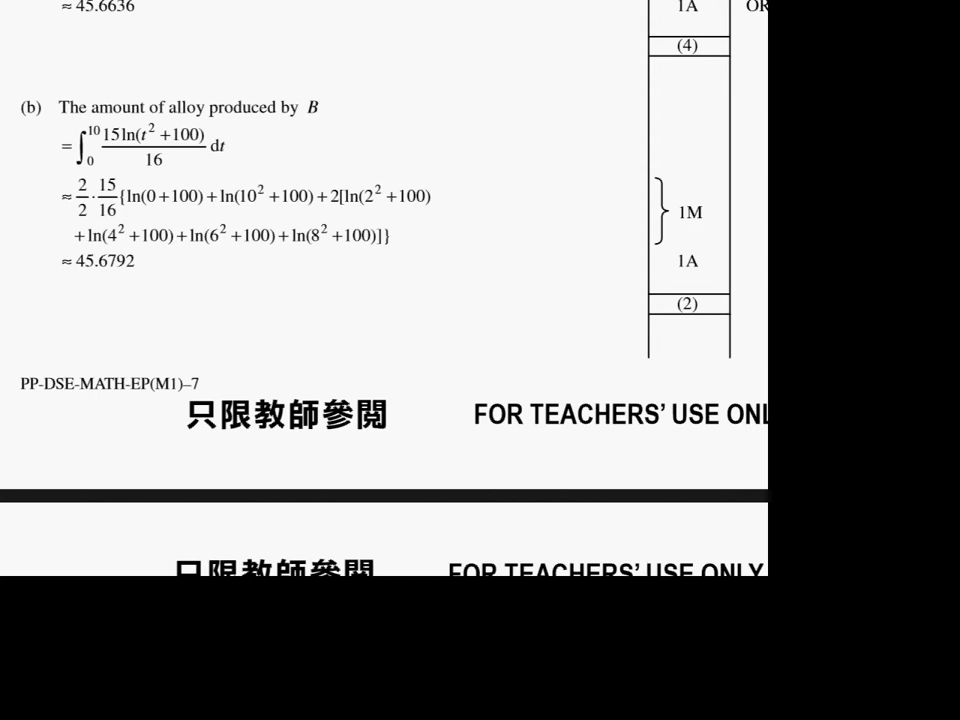 ≈ 45.6636
1A OR
(4)
(b) The amount of alloy produced by B
= ∫₀¹⁰ 15 ln(t² + 100)/16 dt
≈ 2/2 · 15/16 {ln(0 + 100) + ln(10² + 100) + 2[ln(2² + 100)
+ ln(4² + 100) + ln(6² + 100) + ln(8² + 100)]}
1M
≈ 45.6792
1A
(2)
PP-DSE-MATH-EP(M1)–7
只限教師參閱 FOR TEACHERS’ USE ONL
只限教師參閱 FOR TEACHERS’ USE ONLY